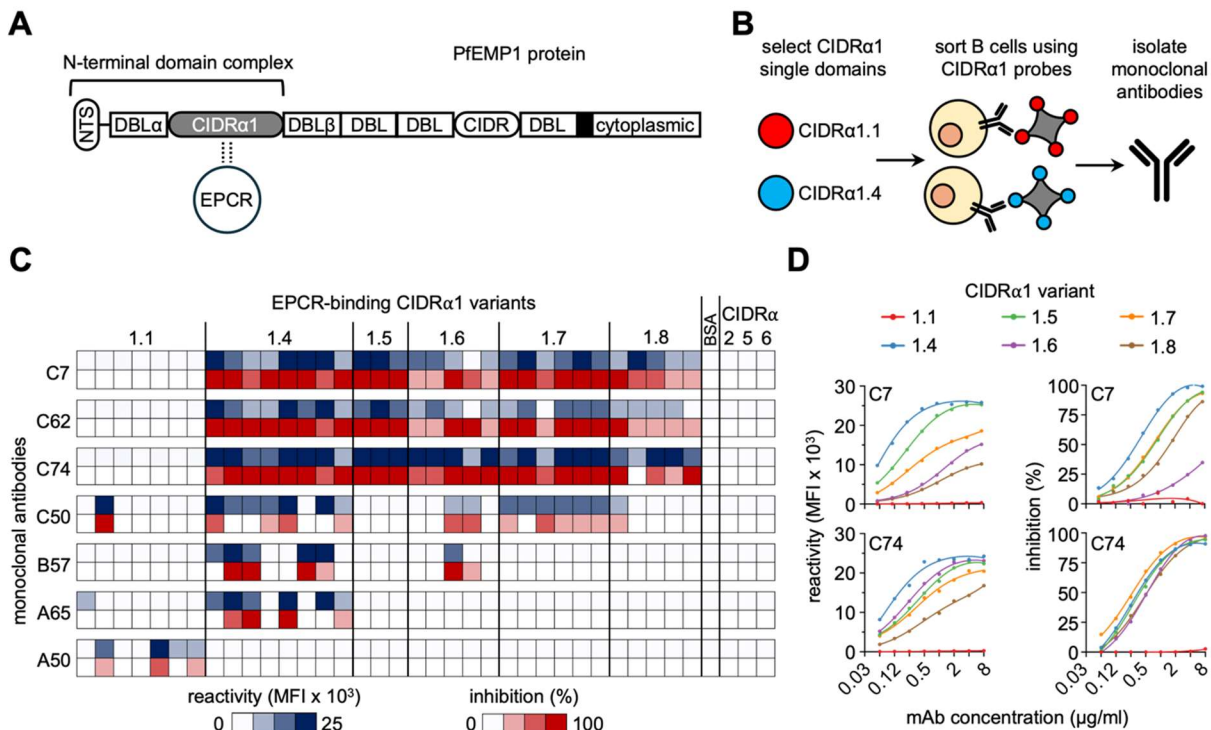 A
N-terminal domain complex
PfEMP1 protein
NTS
DBLα
CIDRα1
DBLβ
DBL
DBL
CIDR
DBL
cytoplasmic
EPCR
B
select CIDRα1
single domains
sort B cells using
CIDRα1 probes
isolate
monoclonal
antibodies
CIDRα1.1
CIDRα1.4
C
EPCR-binding CIDRα1 variants
BSA
CIDRα
1.1 1.4 1.5 1.6 1.7 1.8 2 5 6
monoclonal antibodies
C7
C62
C74
C50
B57
A65
A50
reactivity (MFI x 10³)
0 25
inhibition (%)
0 100
D
CIDRα1 variant
1.1 1.5 1.7
1.4 1.6 1.8
reactivity (MFI x 10³)
30
20
10
0
C7
inhibition (%)
100
75
50
25
0
C7
30
20
10
0
C74
0.03 0.12 0.5 2 8
100
75
50
25
0
C74
0.03 0.12 0.5 2 8
mAb concentration (µg/ml)